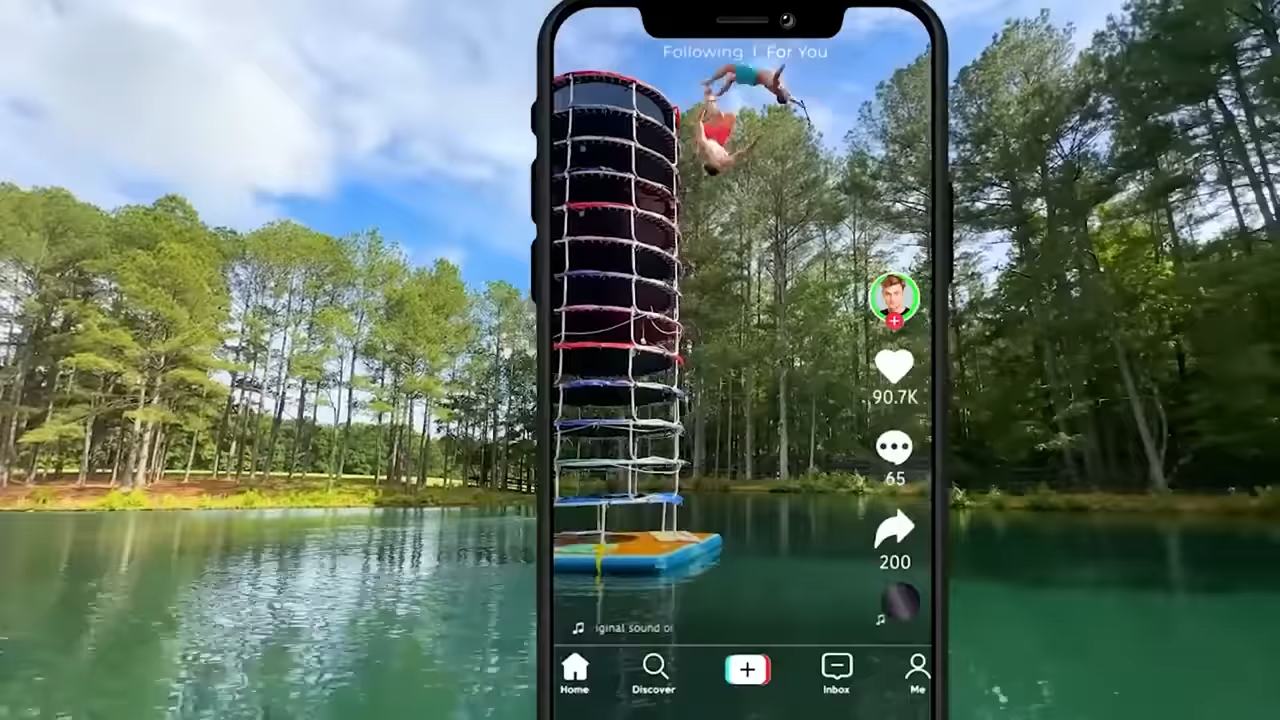 Following | For You
90.7K
65
200
iginal sound
Home
Discover
Inbox
Me